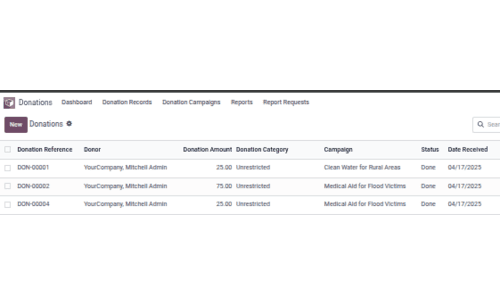 Donations Dashboard Donation Records Donation Campaigns Reports Report Requests
New Donations
Donation Reference Donor Donation Amount Donation Category Campaign Status Date Received
DON-00001 YourCompany, Mitchell Admin 25.00 Unrestricted Clean Water for Rural Areas Done 04/17/2025
DON-00002 YourCompany, Mitchell Admin 75.00 Unrestricted Medical Aid for Flood Victims Done 04/17/2025
DON-00004 YourCompany, Mitchell Admin 25.00 Unrestricted Medical Aid for Flood Victims Done 04/17/2025